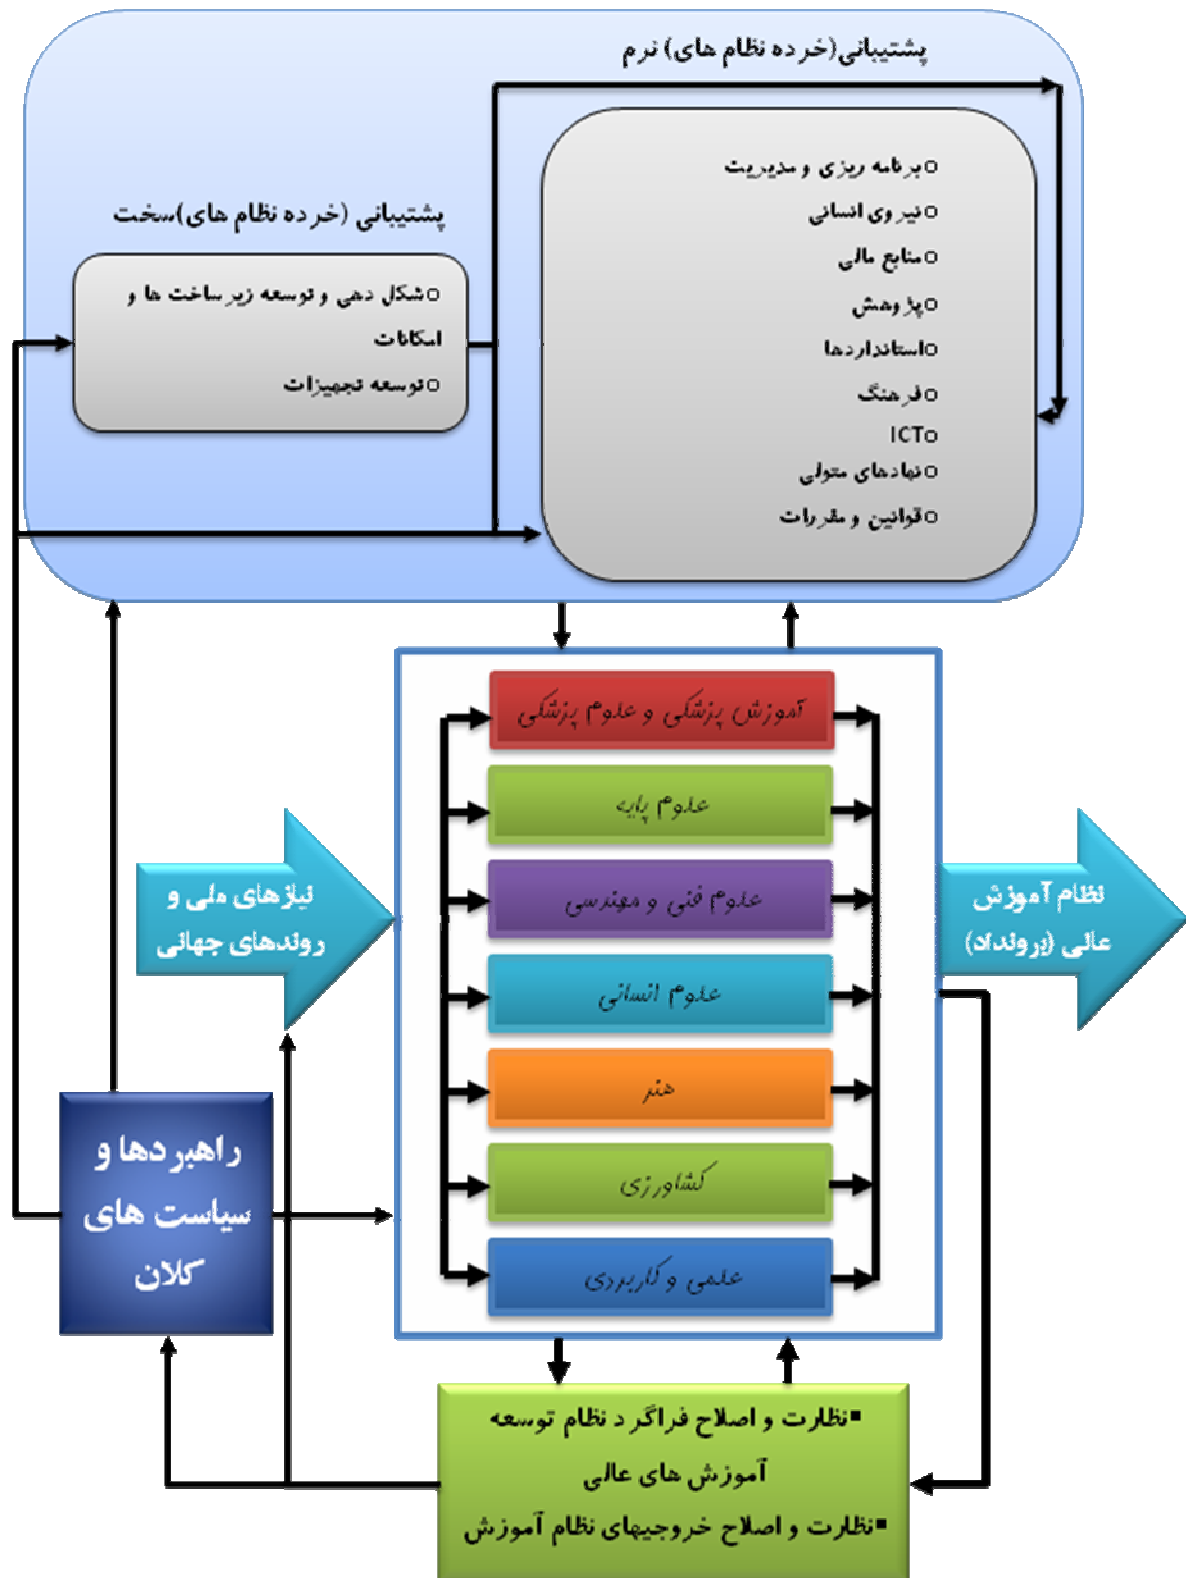 پشتیبانی(خرده نظام های) نرم
○برنامه ریزی و مدیریت
○نیروی انسانی
○منابع مالی
○پژوهش
○استانداردها
○فرهنگ
○ICT
○نهادهای متولی
○قوانین و مقررات
پشتیبانی (خرده نظام های)سخت
○شکل دهی و توسعه زیرساخت ها و
امکانات
○توسعه تجهیزات
آموزش پزشکی و علوم پزشکی
علوم پایه
علوم فنی و مهندسی
علوم انسانی
هنر
کشاورزی
علمی و کاربردی
نیازهای ملی و
روندهای جهانی
نظام آموزش
عالی (برونداد)
راهبردها و
سیاست های
کلان
▪نظارت و اصلاح فراگرد نظام توسعه
آموزش های عالی
▪نظارت و اصلاح خروجیهای نظام آموزش